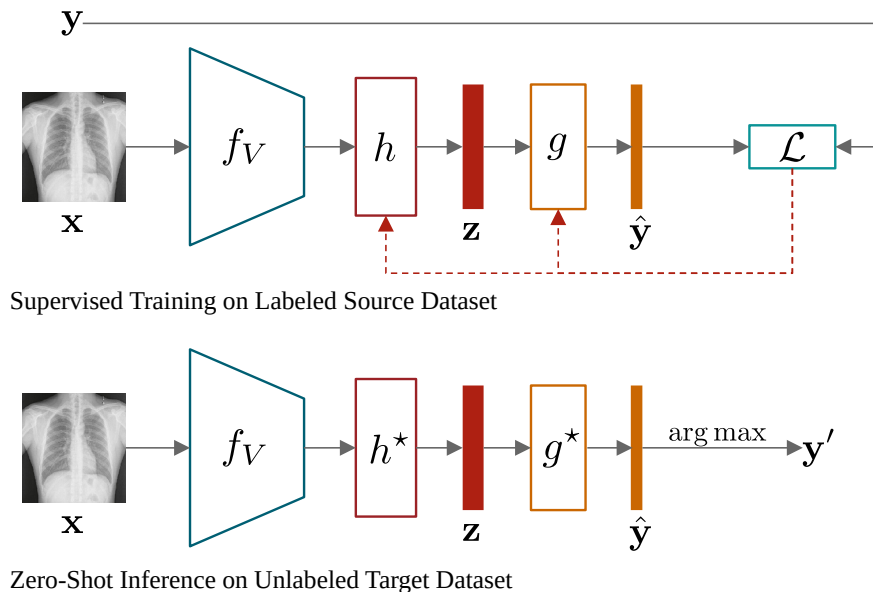 y
f_V h g ℒ
x z ŷ
Supervised Training on Labeled Source Dataset
f_V h⋆ g⋆ arg max y′
x z ŷ
Zero-Shot Inference on Unlabeled Target Dataset